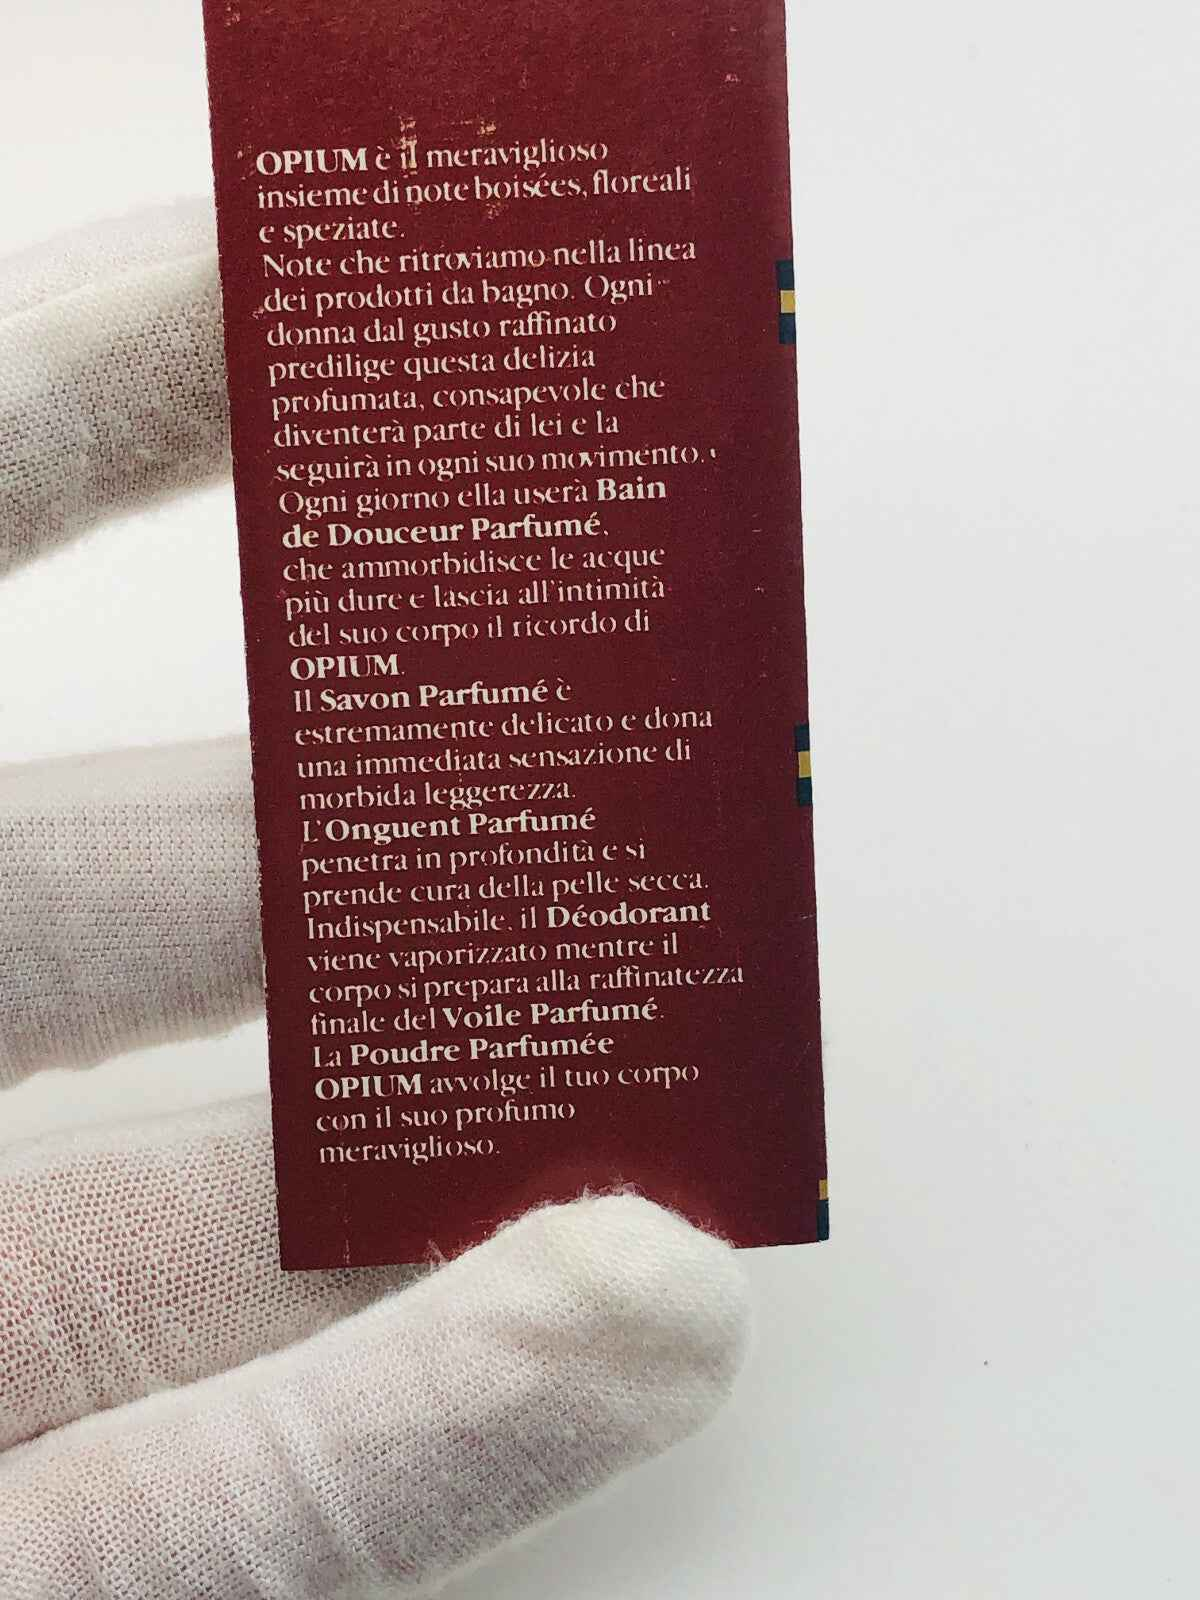 OPIUM è il meraviglioso
insieme di note boisées, floreali
e speziate.
Note che ritroviamo nella linea
dei prodotti da bagno. Ogni
donna dal gusto raffinato
predilige questa delizia
profumata, consapevole che
diventerà parte di lei e la
seguirà in ogni suo movimento.
Ogni giorno ella userà Bain
de Douceur Parfumé,
che ammorbidisce le acque
più dure e lascia all'intimità
del suo corpo il ricordo di
OPIUM.
Il Savon Parfumé è
estremamente delicato e dona
una immediata sensazione di
morbida leggerezza.
L'Onguent Parfumé
penetra in profondità e si
prende cura della pelle secca.
Indispensabile, il Déodorant
viene vaporizzato mentre il
corpo si prepara alla raffinatezza
finale del Voile Parfumé.
La Poudre Parfumée
OPIUM avvolge il tuo corpo
con il suo profumo
meraviglioso.